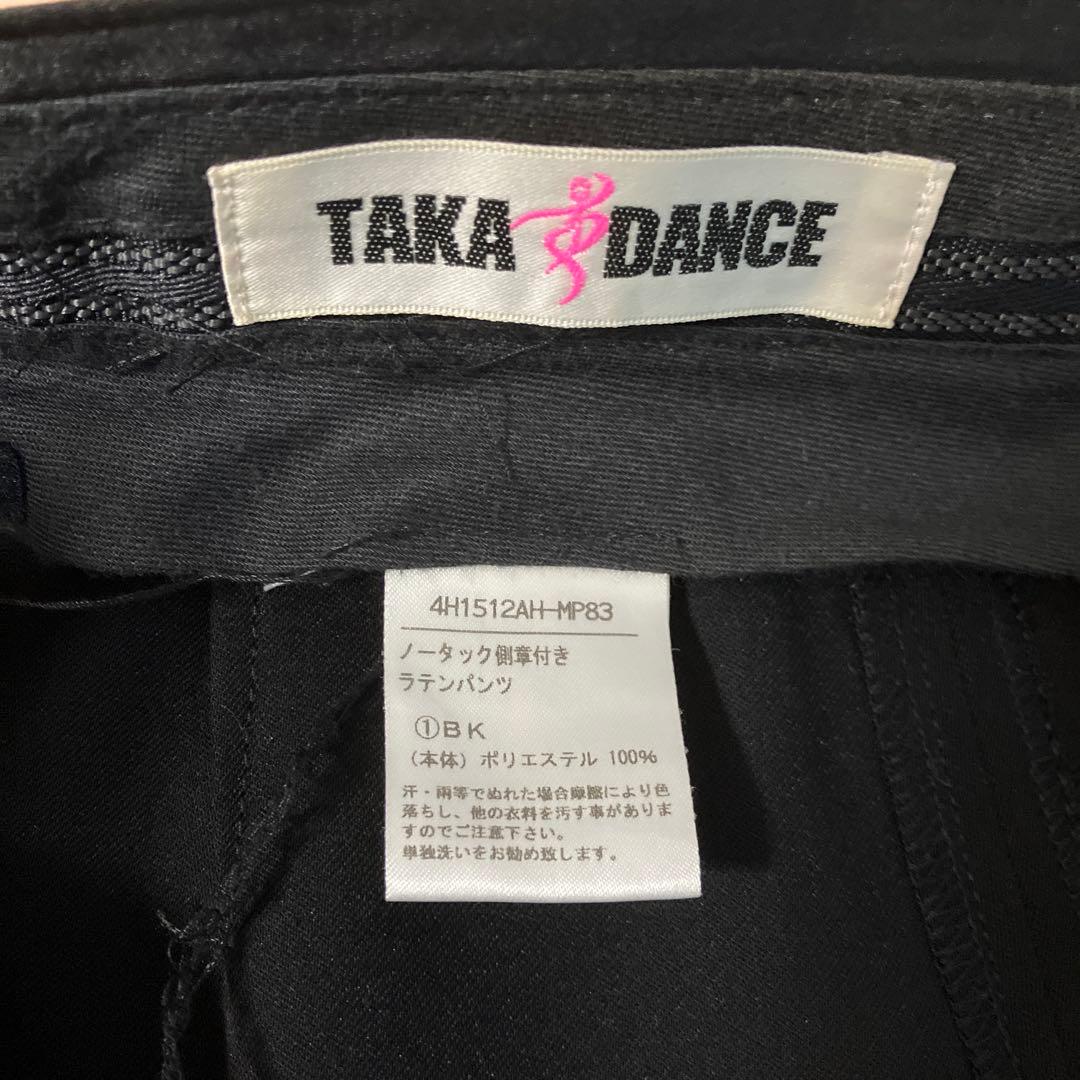 TAKA DANCE
4H1512AH-MP83
ノータック側章付き
ラテンパンツ
①BK
(本体) ポリエステル 100%
汗・雨等でぬれた場合摩擦により色
落ちし、他の衣料を汚す事がありま
すのでご注意下さい。
単独洗いをお勧め致します。